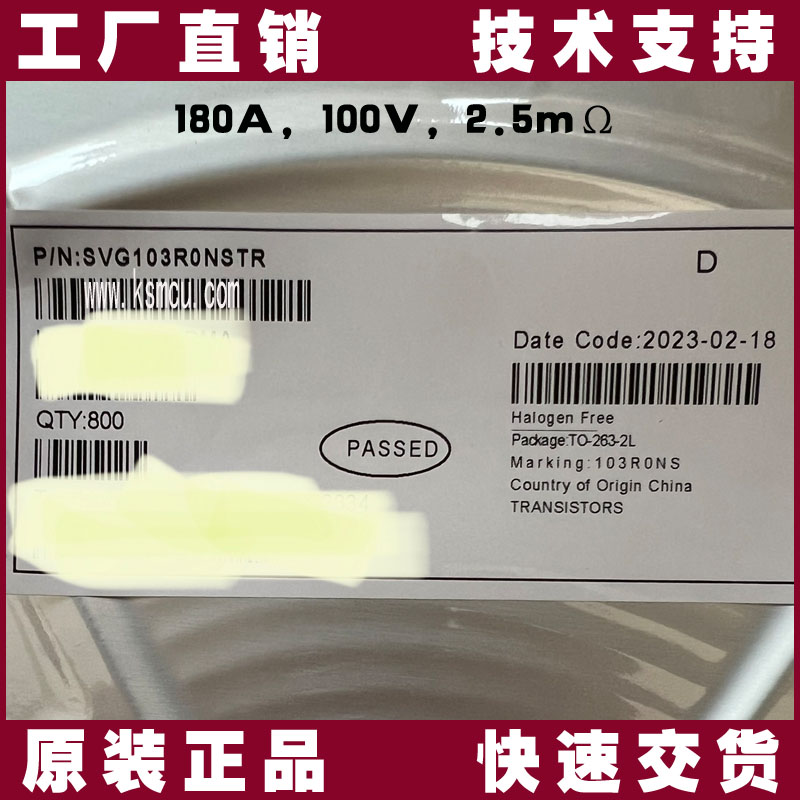 工厂直销 技术支持
180A, 100V, 2.5mΩ
P/N:SVG103R0NSTR
D
www.ksmcu.com
Date Code:2023-02-18
QTY:800
PASSED
Halogen Free
Package:TO-263-2L
Marking:103R0NS
Country of Origin China
TRANSISTORS
原装正品 快速交货